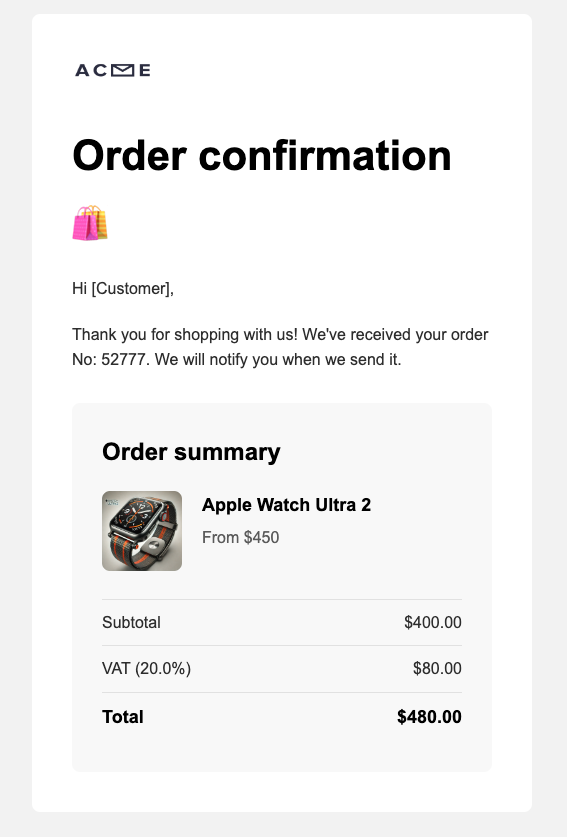 ACME
Order confirmation
Hi [Customer],
Thank you for shopping with us! We've received your order
No: 52777. We will notify you when we send it.
Order summary
Apple Watch Ultra 2
From $450
Subtotal $400.00
VAT (20.0%) $80.00
Total $480.00